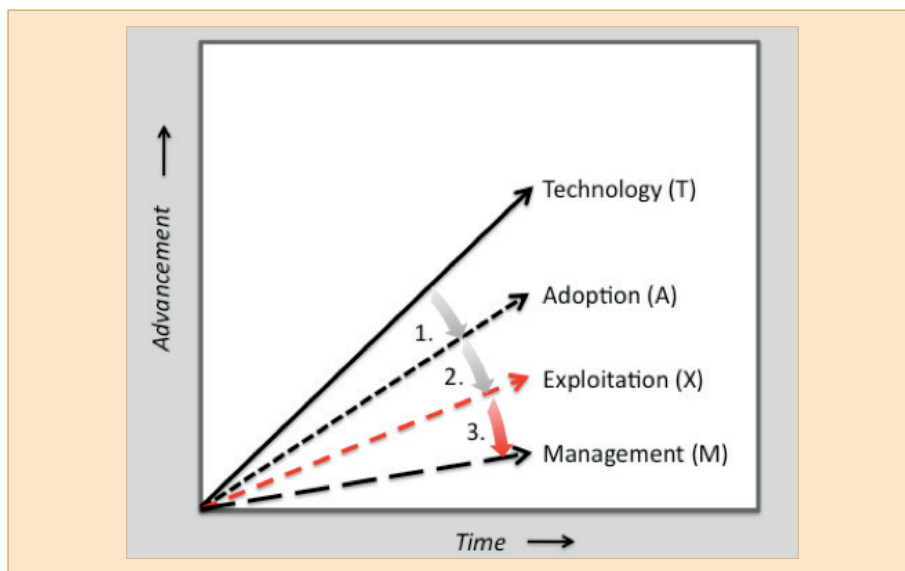 Technology (T)
Adoption (A)
1.
2.
Exploitation (X)
3.
Management (M)
Advancement
Time